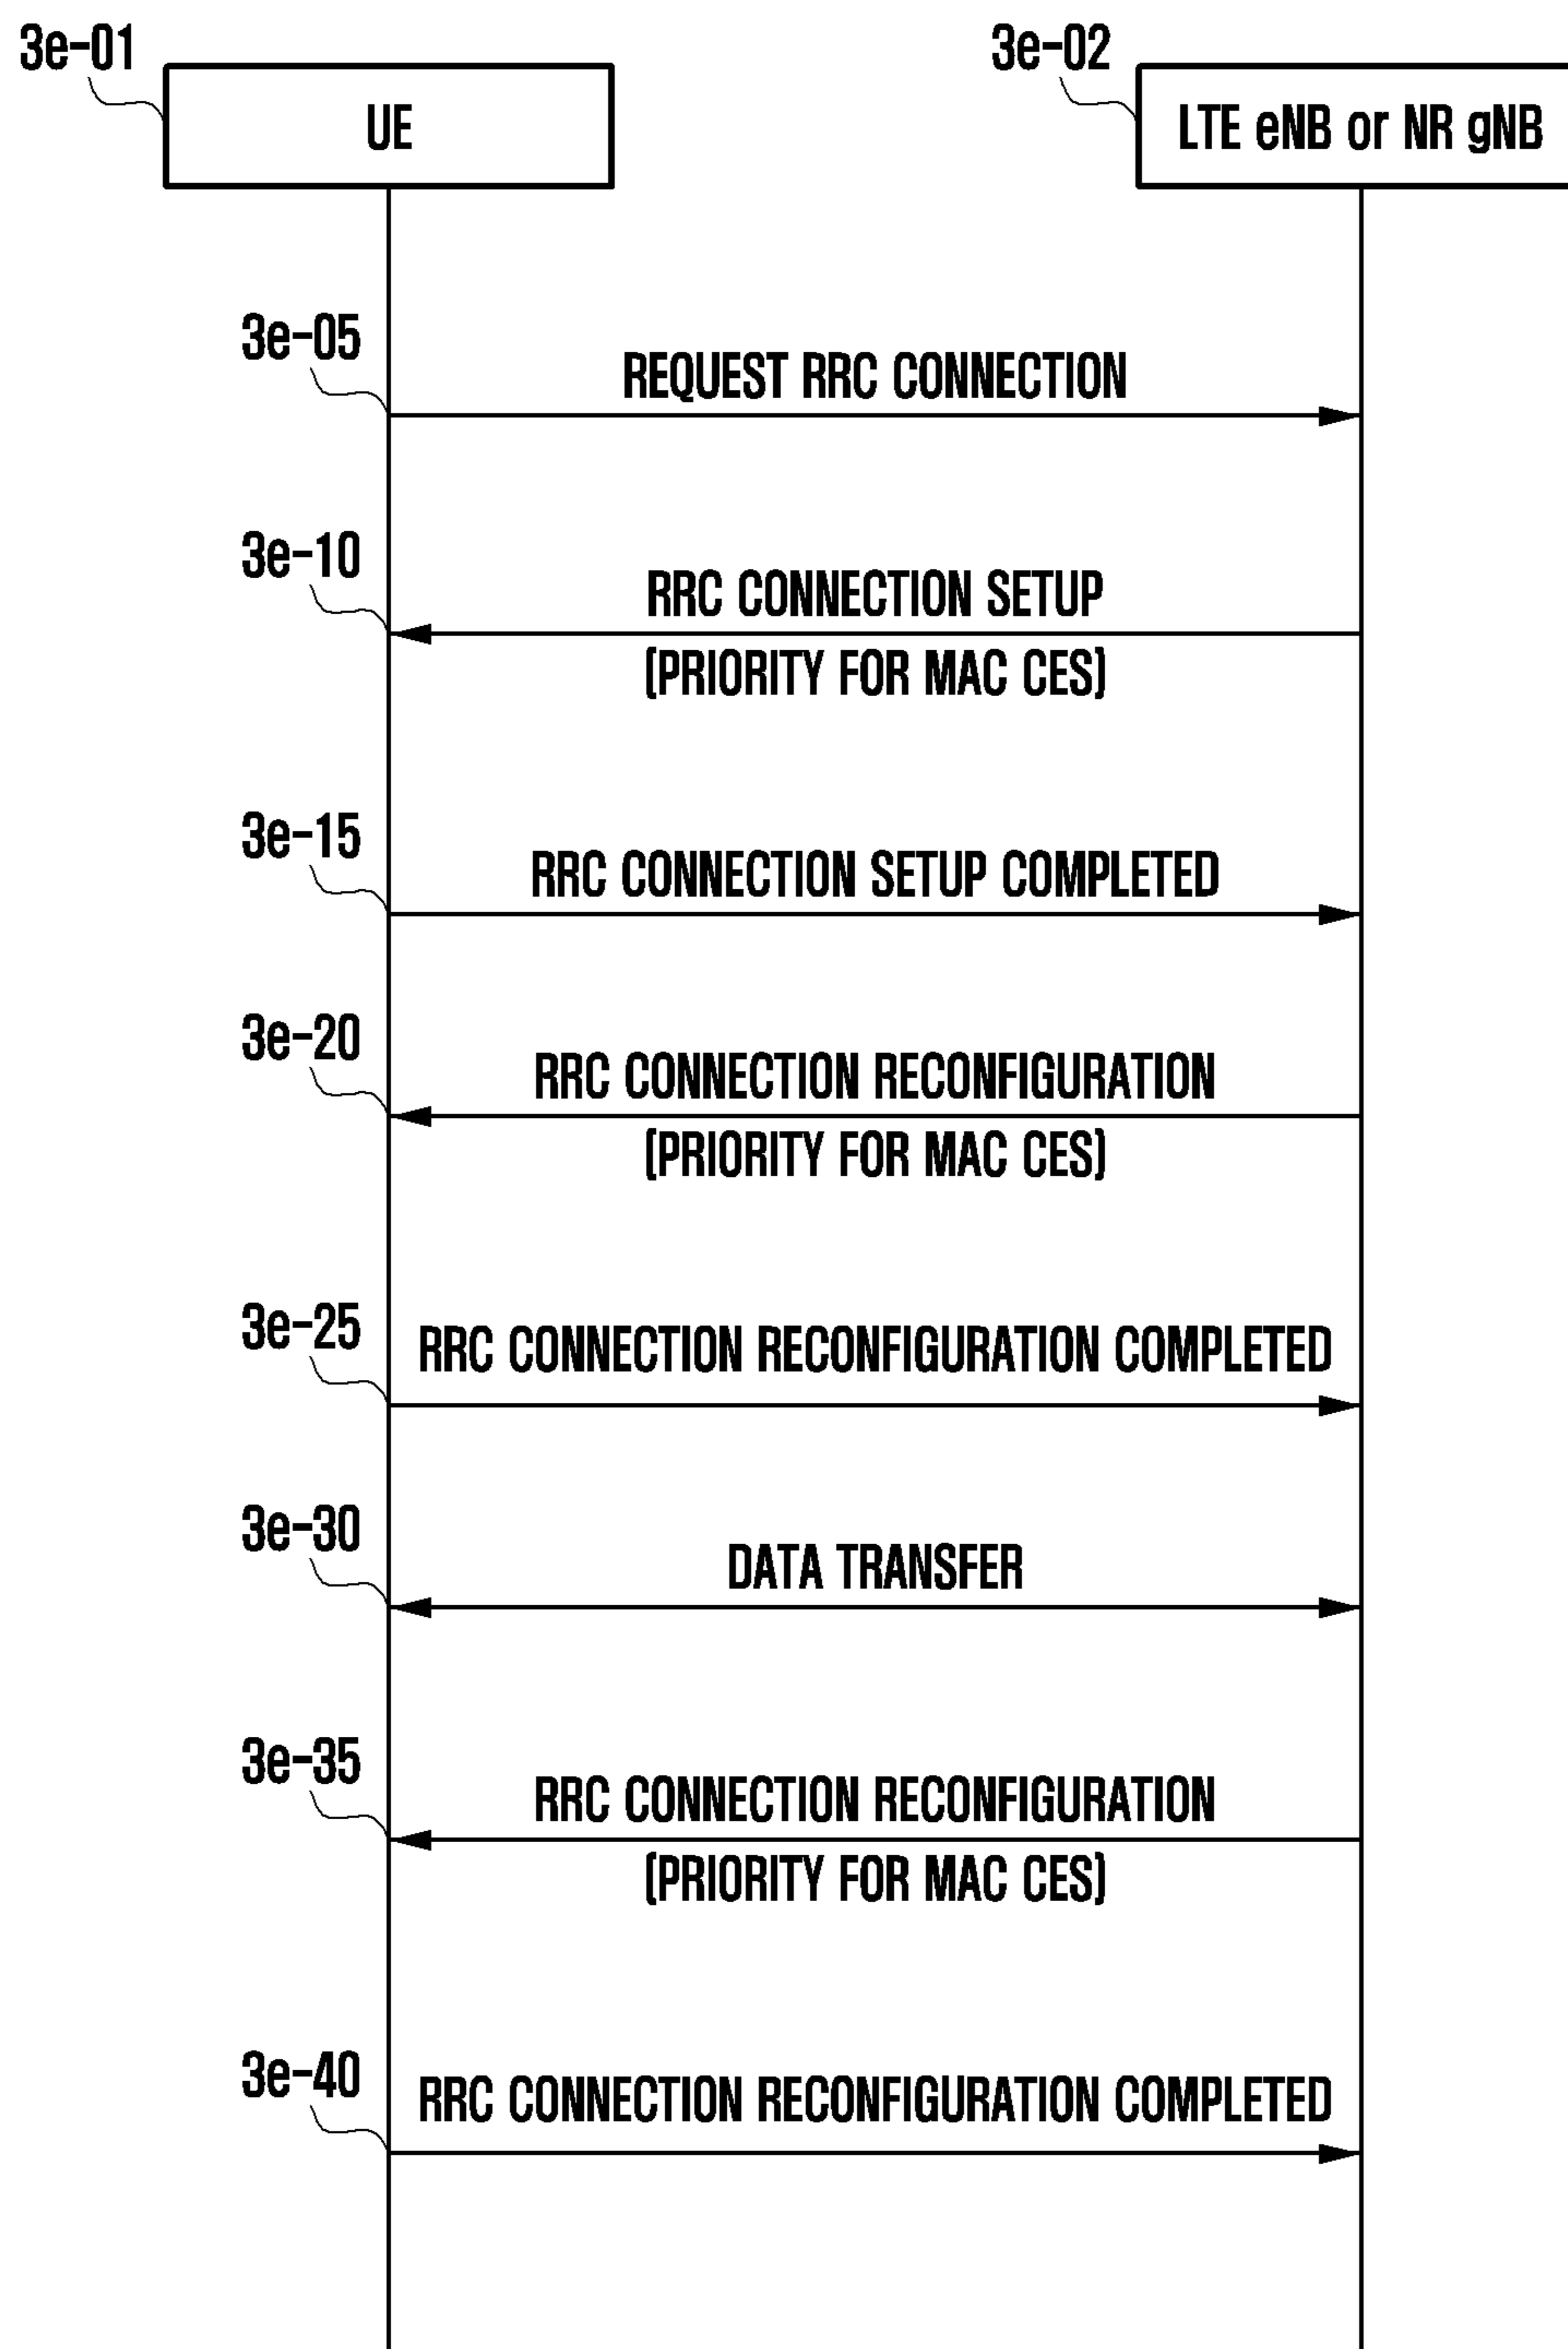 3e-01
UE
3e-02
LTE eNB or NR gNB
3e-05
REQUEST RRC CONNECTION
3e-10
RRC CONNECTION SETUP
(PRIORITY FOR MAC CES)
3e-15
RRC CONNECTION SETUP COMPLETED
3e-20
RRC CONNECTION RECONFIGURATION
(PRIORITY FOR MAC CES)
3e-25
RRC CONNECTION RECONFIGURATION COMPLETED
3e-30
DATA TRANSFER
3e-35
RRC CONNECTION RECONFIGURATION
(PRIORITY FOR MAC CES)
3e-40
RRC CONNECTION RECONFIGURATION COMPLETED